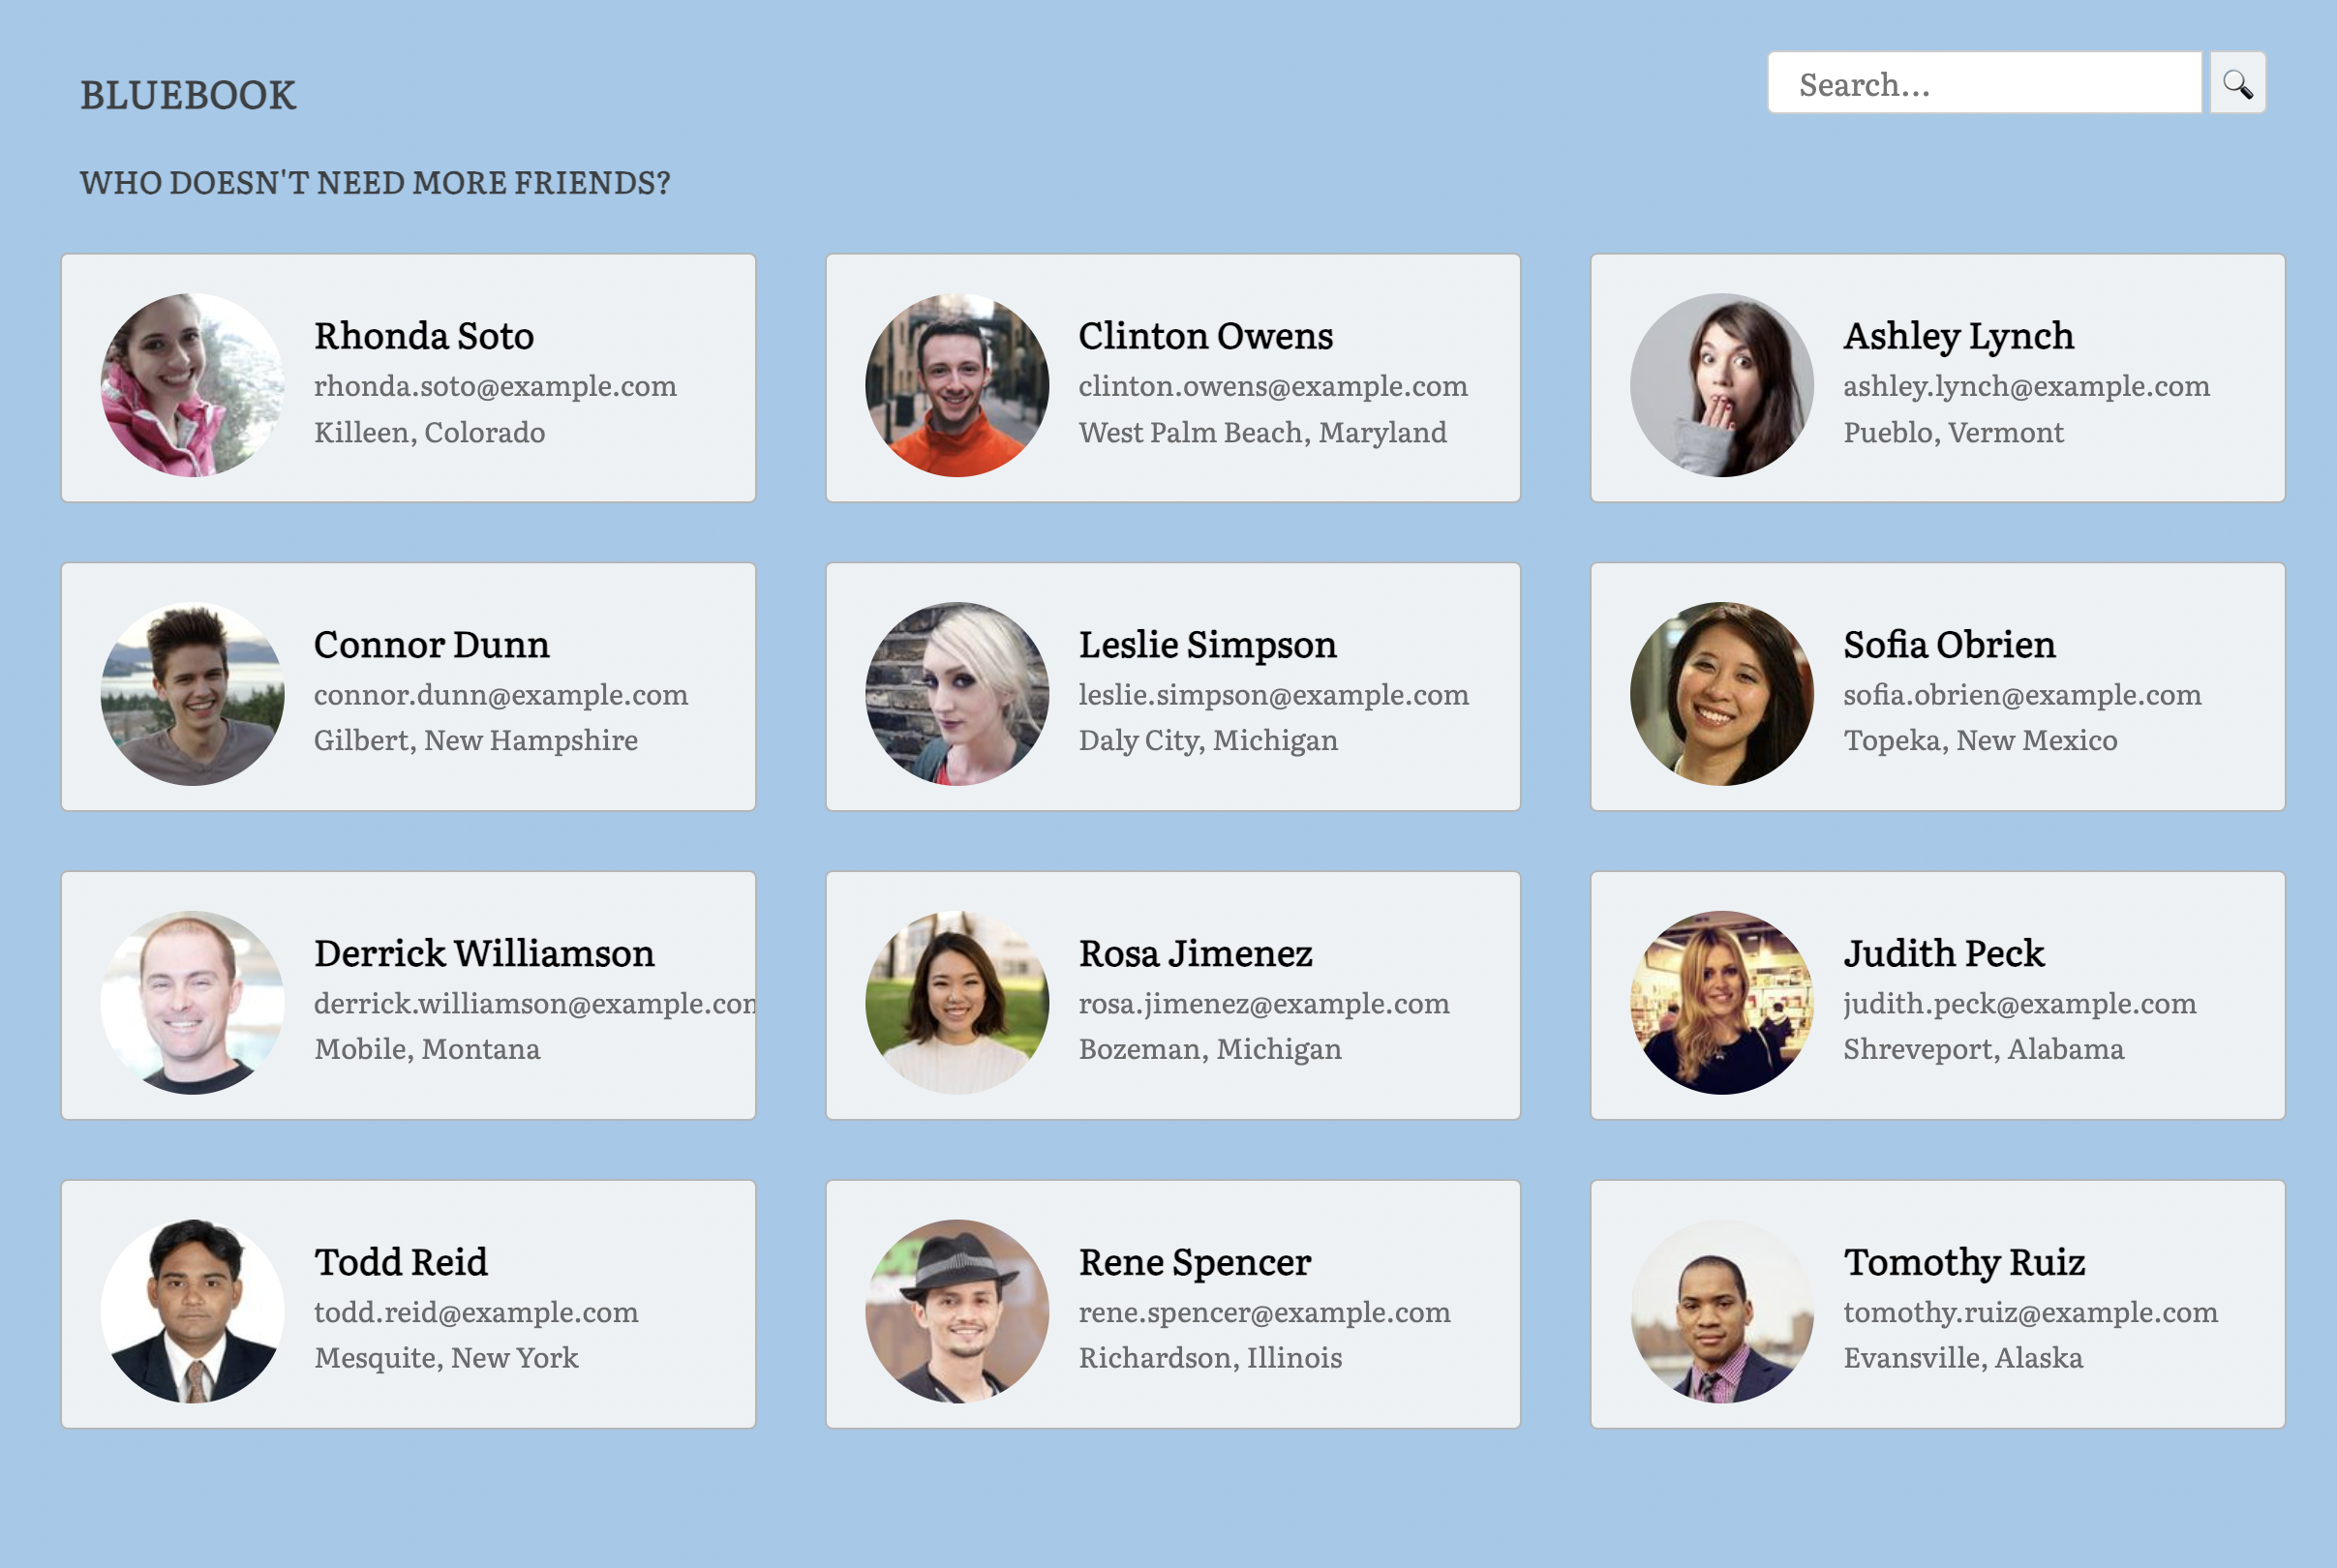 BLUEBOOK
Search...
WHO DOESN'T NEED MORE FRIENDS?
Rhonda Soto
rhonda.soto@example.com
Killeen, Colorado
Clinton Owens
clinton.owens@example.com
West Palm Beach, Maryland
Ashley Lynch
ashley.lynch@example.com
Pueblo, Vermont
Connor Dunn
connor.dunn@example.com
Gilbert, New Hampshire
Leslie Simpson
leslie.simpson@example.com
Daly City, Michigan
Sofia Obrien
sofia.obrien@example.com
Topeka, New Mexico
Derrick Williamson
derrick.williamson@example.com
Mobile, Montana
Rosa Jimenez
rosa.jimenez@example.com
Bozeman, Michigan
Judith Peck
judith.peck@example.com
Shreveport, Alabama
Todd Reid
todd.reid@example.com
Mesquite, New York
Rene Spencer
rene.spencer@example.com
Richardson, Illinois
Tomothy Ruiz
tomothy.ruiz@example.com
Evansville, Alaska